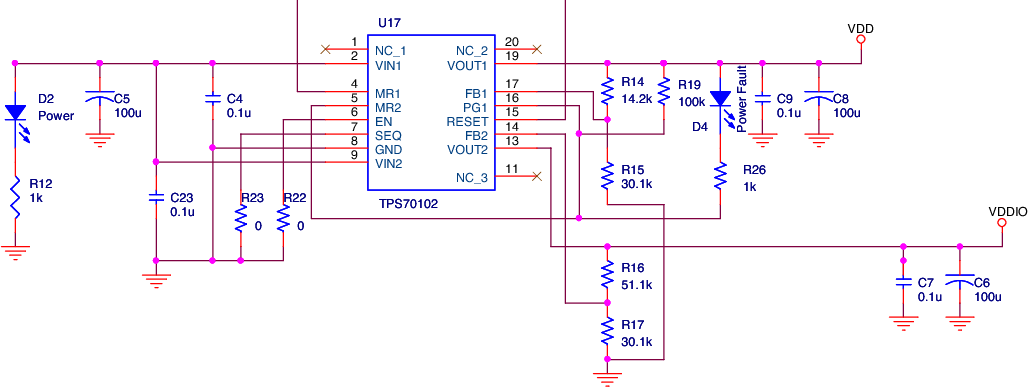 U17
VDD
1
NC_1
NC_2
20
2
VIN1
VOUT1
19
4
MR1
FB1
17
5
MR2
PG1
16
6
EN
RESET
15
7
SEQ
FB2
14
8
GND
VOUT2
13
9
VIN2
NC_3
11
TPS70102
D2
Power
C5
100u
C4
0.1u
R14
14.2k
R19
100k
Power Fault
D4
C9
0.1u
C8
100u
R12
1k
C23
0.1u
R23
0
R22
0
R15
30.1k
R26
1k
VDDIO
R16
51.1k
C7
0.1u
C6
100u
R17
30.1k